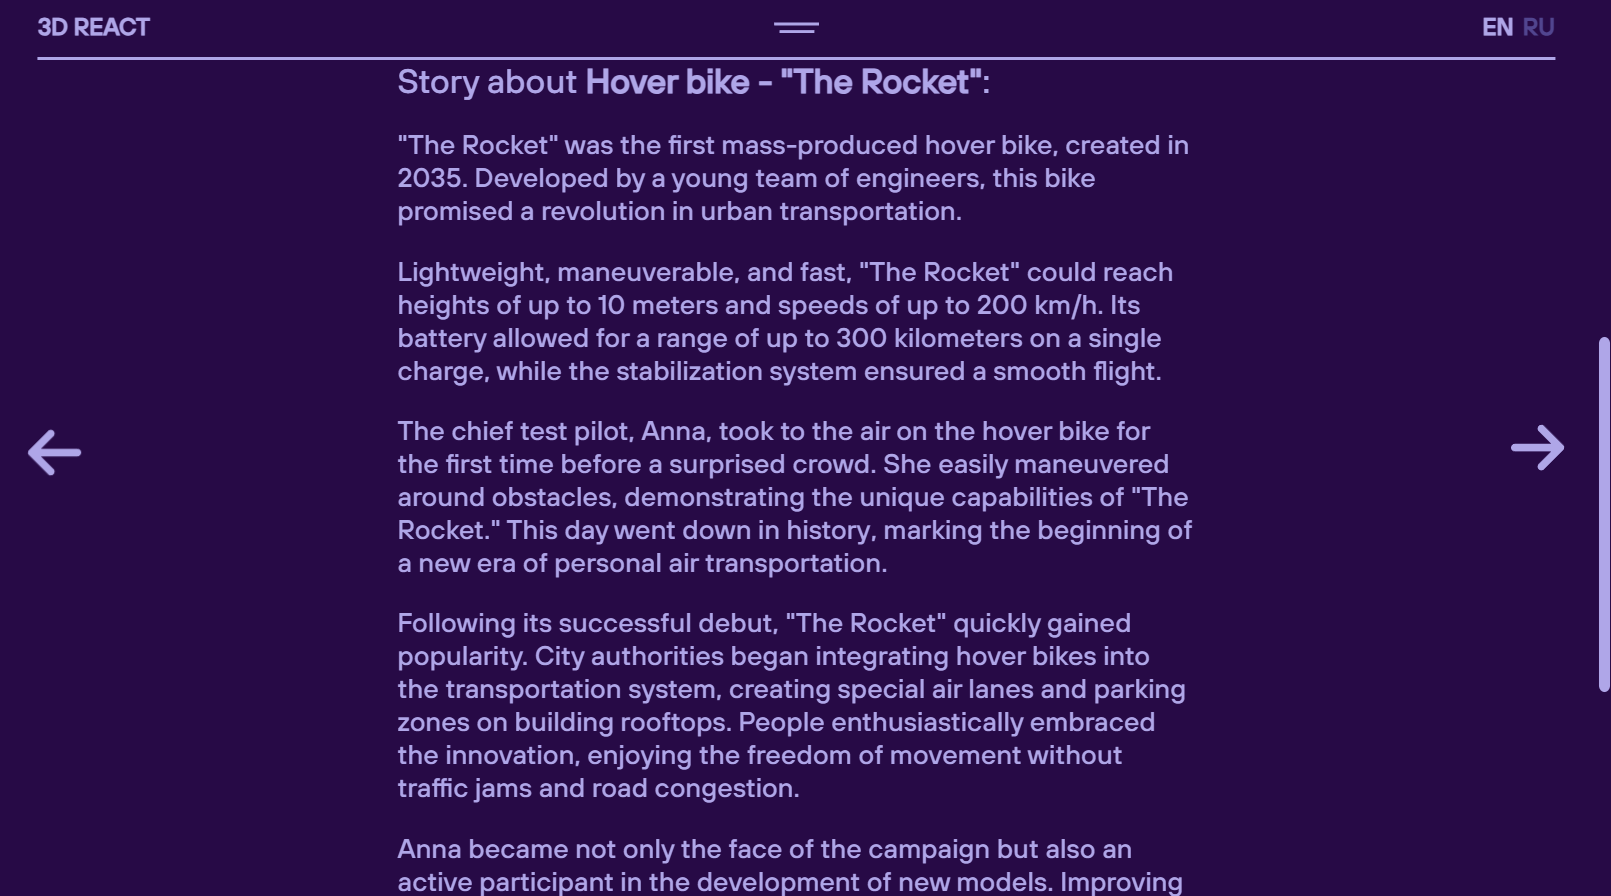 3D REACT
EN RU
Story about Hover bike - "The Rocket":
"The Rocket" was the first mass-produced hover bike, created in
2035. Developed by a young team of engineers, this bike
promised a revolution in urban transportation.
Lightweight, maneuverable, and fast, "The Rocket" could reach
heights of up to 10 meters and speeds of up to 200 km/h. Its
battery allowed for a range of up to 300 kilometers on a single
charge, while the stabilization system ensured a smooth flight.
The chief test pilot, Anna, took to the air on the hover bike for
the first time before a surprised crowd. She easily maneuvered
around obstacles, demonstrating the unique capabilities of "The
Rocket." This day went down in history, marking the beginning of
a new era of personal air transportation.
Following its successful debut, "The Rocket" quickly gained
popularity. City authorities began integrating hover bikes into
the transportation system, creating special air lanes and parking
zones on building rooftops. People enthusiastically embraced
the innovation, enjoying the freedom of movement without
traffic jams and road congestion.
Anna became not only the face of the campaign but also an
active participant in the development of new models. Improving